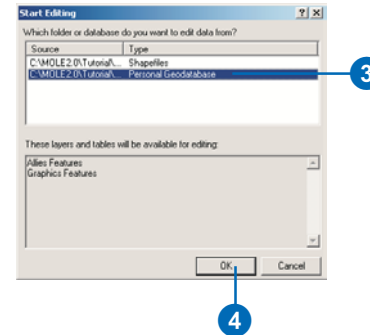 Start Editing
Which folder or database do you want to edit data from?
Source Type
C:\MOLE2.0\Tutorial\... Shapefiles
C:\MOLE2.0\Tutorial\... Personal Geodatabase
3
These layers and tables will be available for editing:
Allies Features
Graphics Features
OK Cancel
4